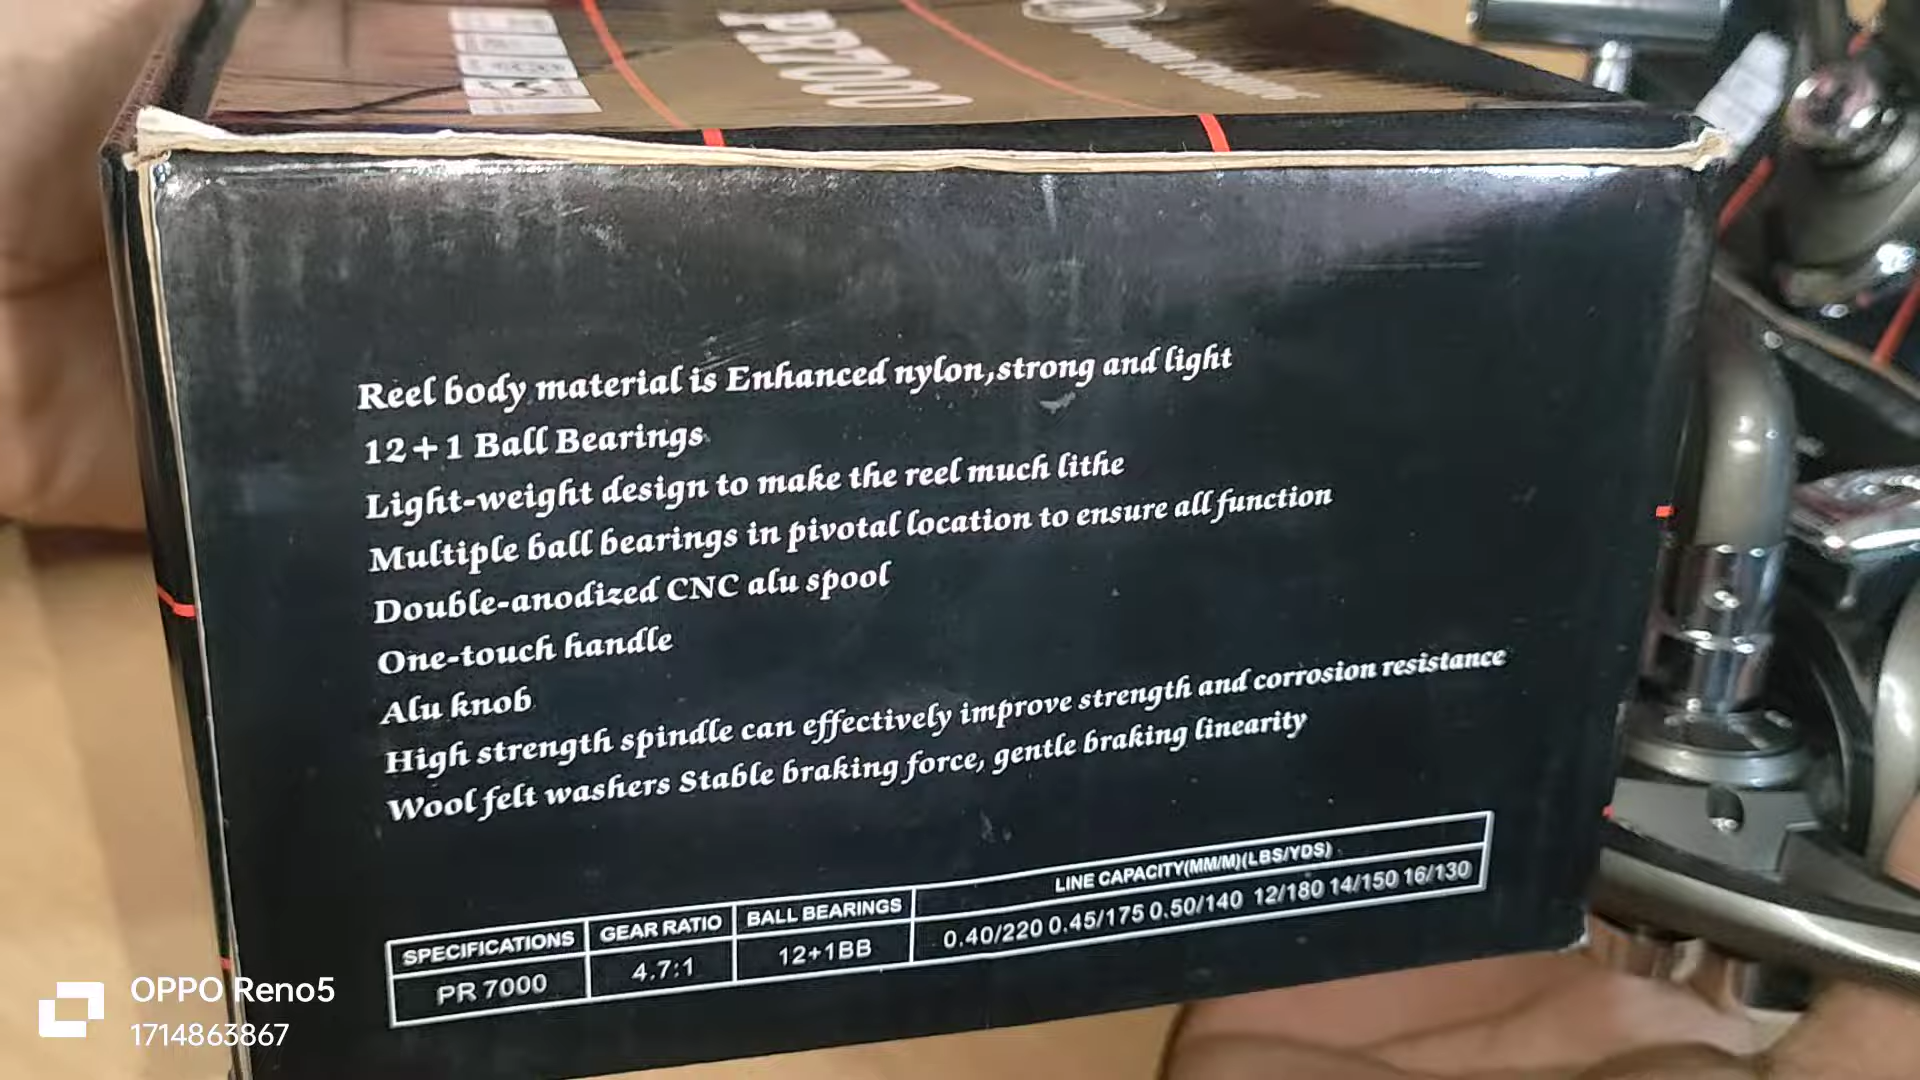 PR7000
Reel body material is Enhanced nylon,strong and light
12+1 Ball Bearings
Light-weight design to make the reel much lithe
Multiple ball bearings in pivotal location to ensure all function
Double-anodized CNC alu spool
One-touch handle
Alu knob
High strength spindle can effectively improve strength and corrosion resistance
Wool felt washers Stable braking force, gentle braking linearity
SPECIFICATIONS GEAR RATIO BALL BEARINGS LINE CAPACITY(MM/M)(LBS/YDS)
PR 7000 4.7:1 12+1BB 0.40/220 0.45/175 0.50/140 12/180 14/150 16/130
OPPO Reno5
1714863867